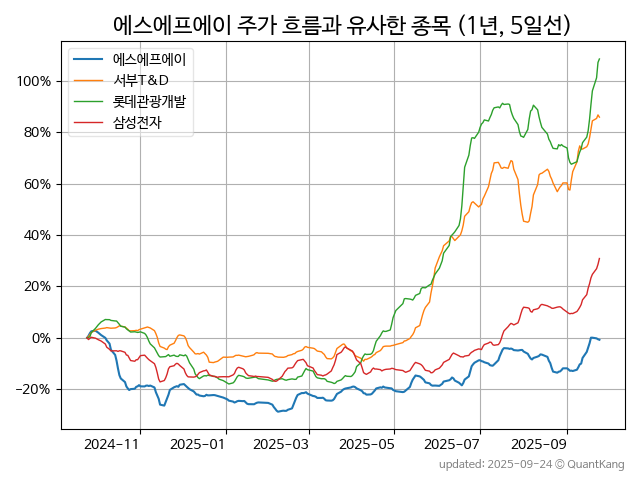 에스에프에이 주가 흐름과 유사한 종목 (1년, 5일선)
에스에프에이
서부T&D
롯데관광개발
삼성전자
100%
80%
60%
40%
20%
0%
−20%
2024−11 2025−01 2025−03 2025−05 2025−07 2025−09
updated: 2025-09-24 © QuantKang